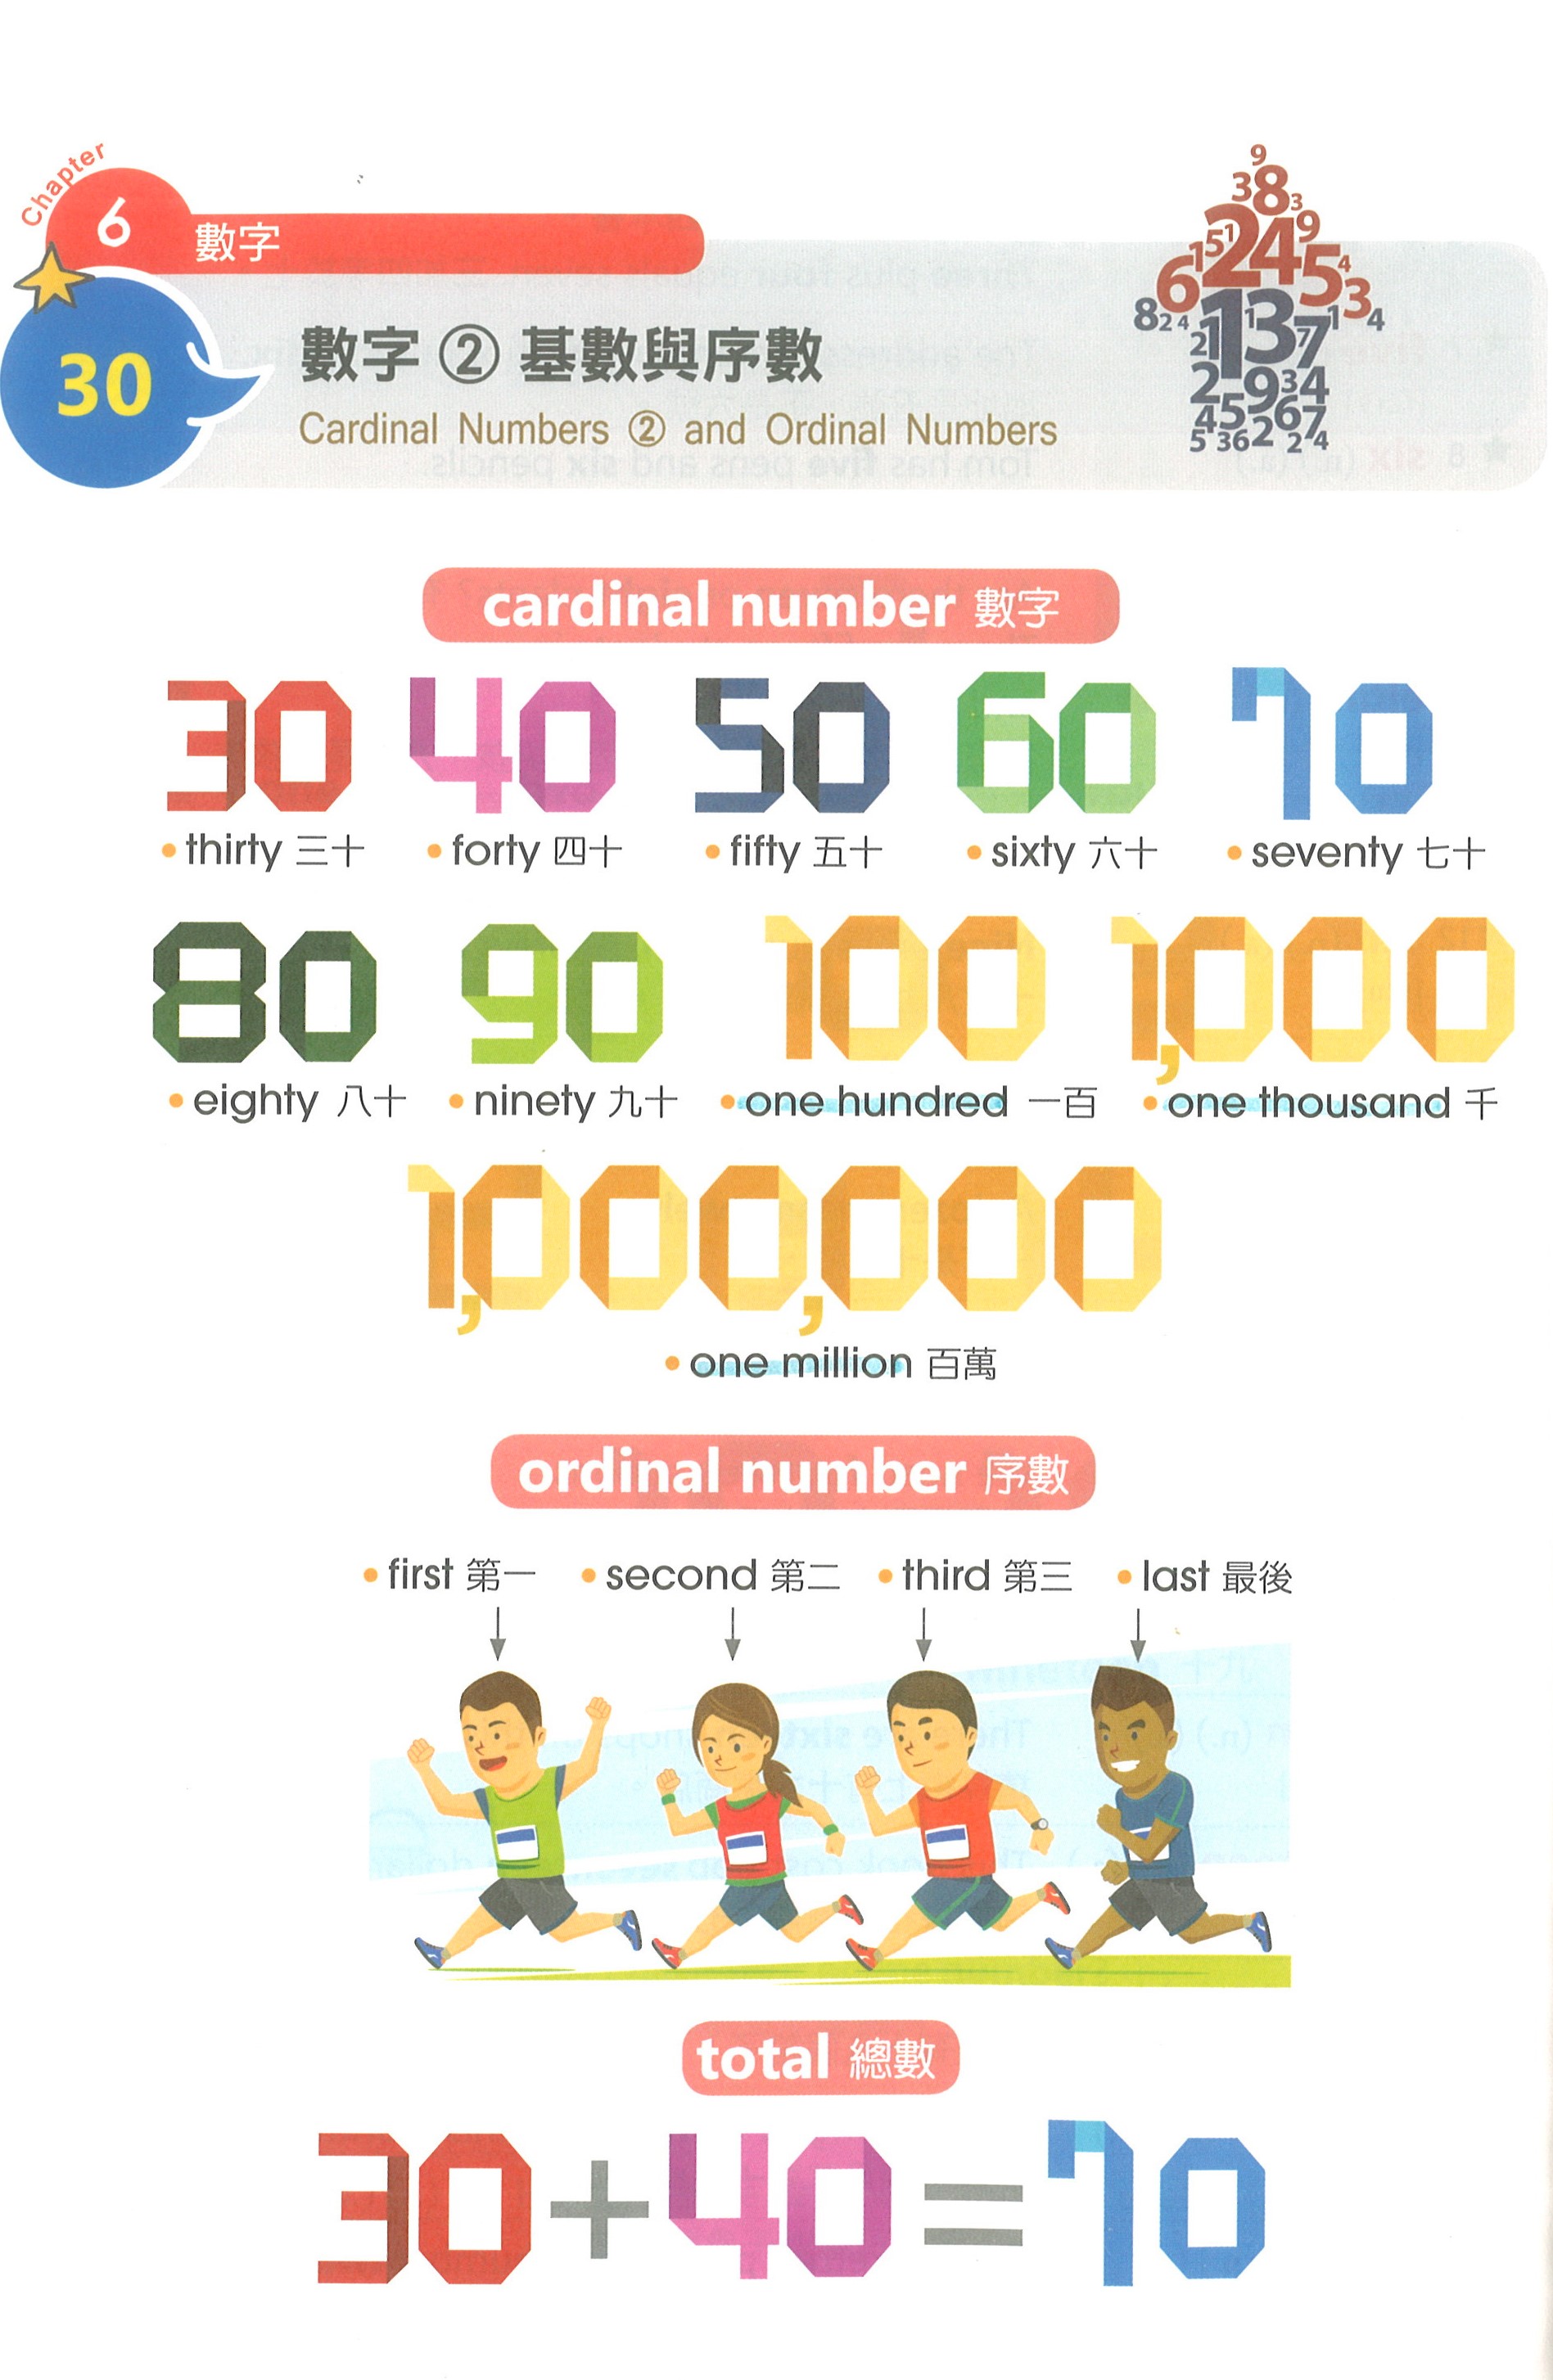 Chapter
6 數字
30
數字 ② 基數與序數
Cardinal Numbers ② and Ordinal Numbers
cardinal number 數字
30 40 50 60 70
• thirty 三十 • forty 四十 • fifty 五十 • sixty 六十 • seventy 七十
80 90 100 1,000
• eighty 八十 • ninety 九十 • one hundred 一百 • one thousand 千
1,000,000
• one million 百萬
ordinal number 序數
• first 第一 • second 第二 • third 第三 • last 最後
total 總數
30+40=70